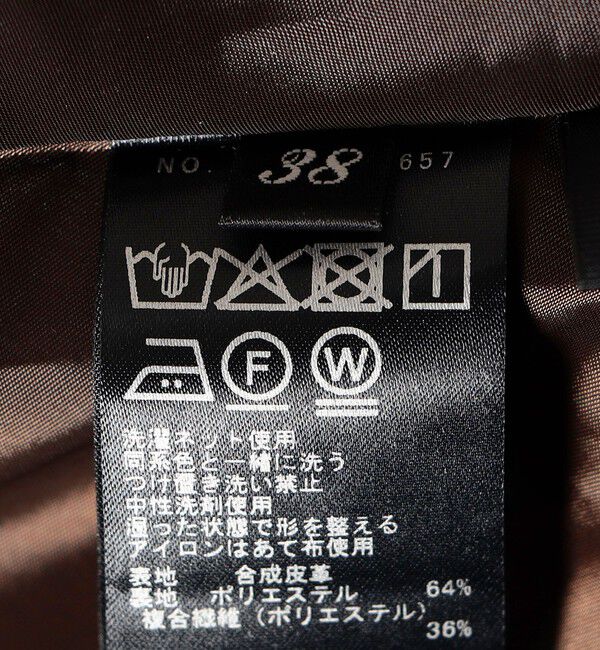 NO. 38 657
F W
洗濯ネット使用
同系色と一緒に洗う
つけ置き洗い禁止
中性洗剤使用
湿った状態で形を整える
アイロンはあて布使用
表地 合成皮革
裏地 ポリエステル 64%
複合繊維（ポリエステル）
36%